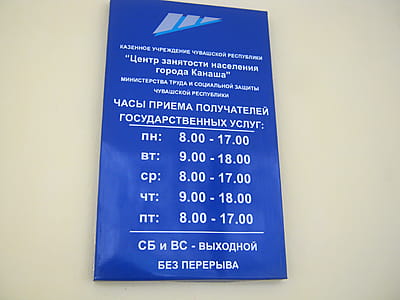 КАЗЕННОЕ УЧРЕЖДЕНИЕ ЧУВАШСКОЙ РЕСПУБЛИКИ
"Центр занятости населения
города Канаша"
МИНИСТЕРСТВА ТРУДА И СОЦИАЛЬНОЙ ЗАЩИТЫ
ЧУВАШСКОЙ РЕСПУБЛИКИ
ЧАСЫ ПРИЕМА ПОЛУЧАТЕЛЕЙ
ГОСУДАРСТВЕННЫХ УСЛУГ:
пн: 8.00 - 17.00
вт: 9.00 - 18.00
ср: 8.00 - 17.00
чт: 9.00 - 18.00
пт: 8.00 - 17.00
СБ и ВС - ВЫХОДНОЙ
БЕЗ ПЕРЕРЫВА